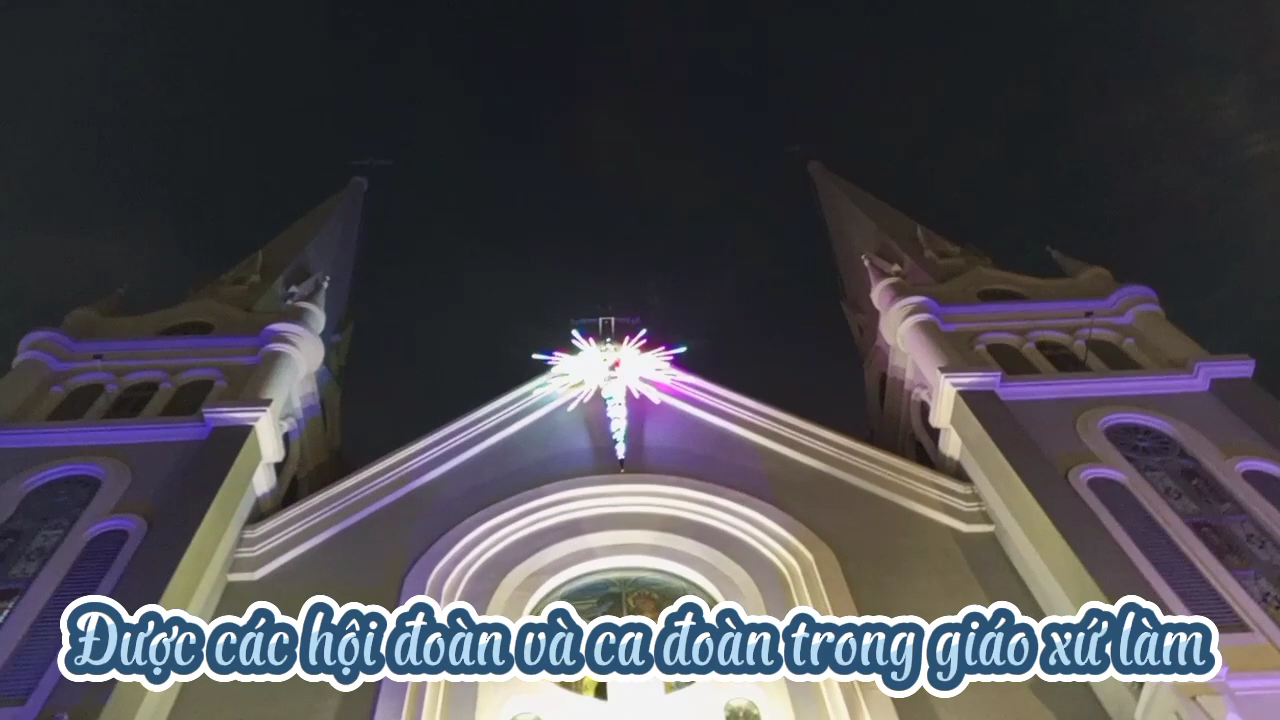 Được các hội đoàn và ca đoàn trong giáo xứ làm